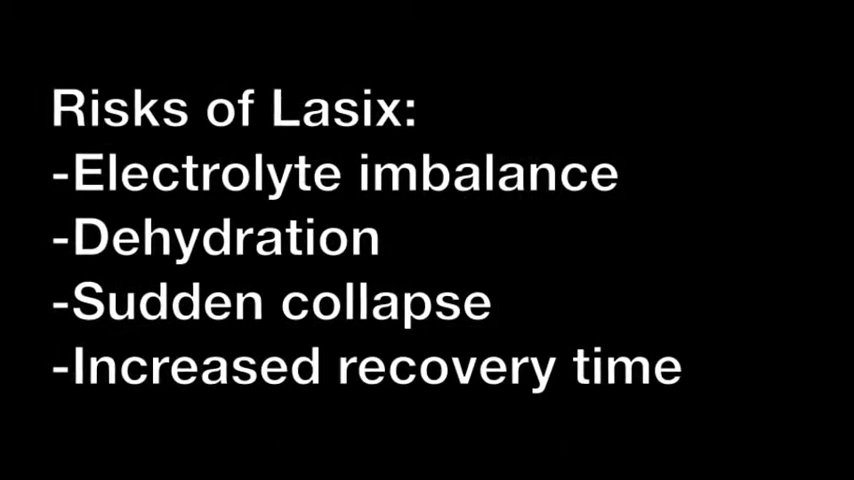 Risks of Lasix:
-Electrolyte imbalance
-Dehydration
-Sudden collapse
-Increased recovery time